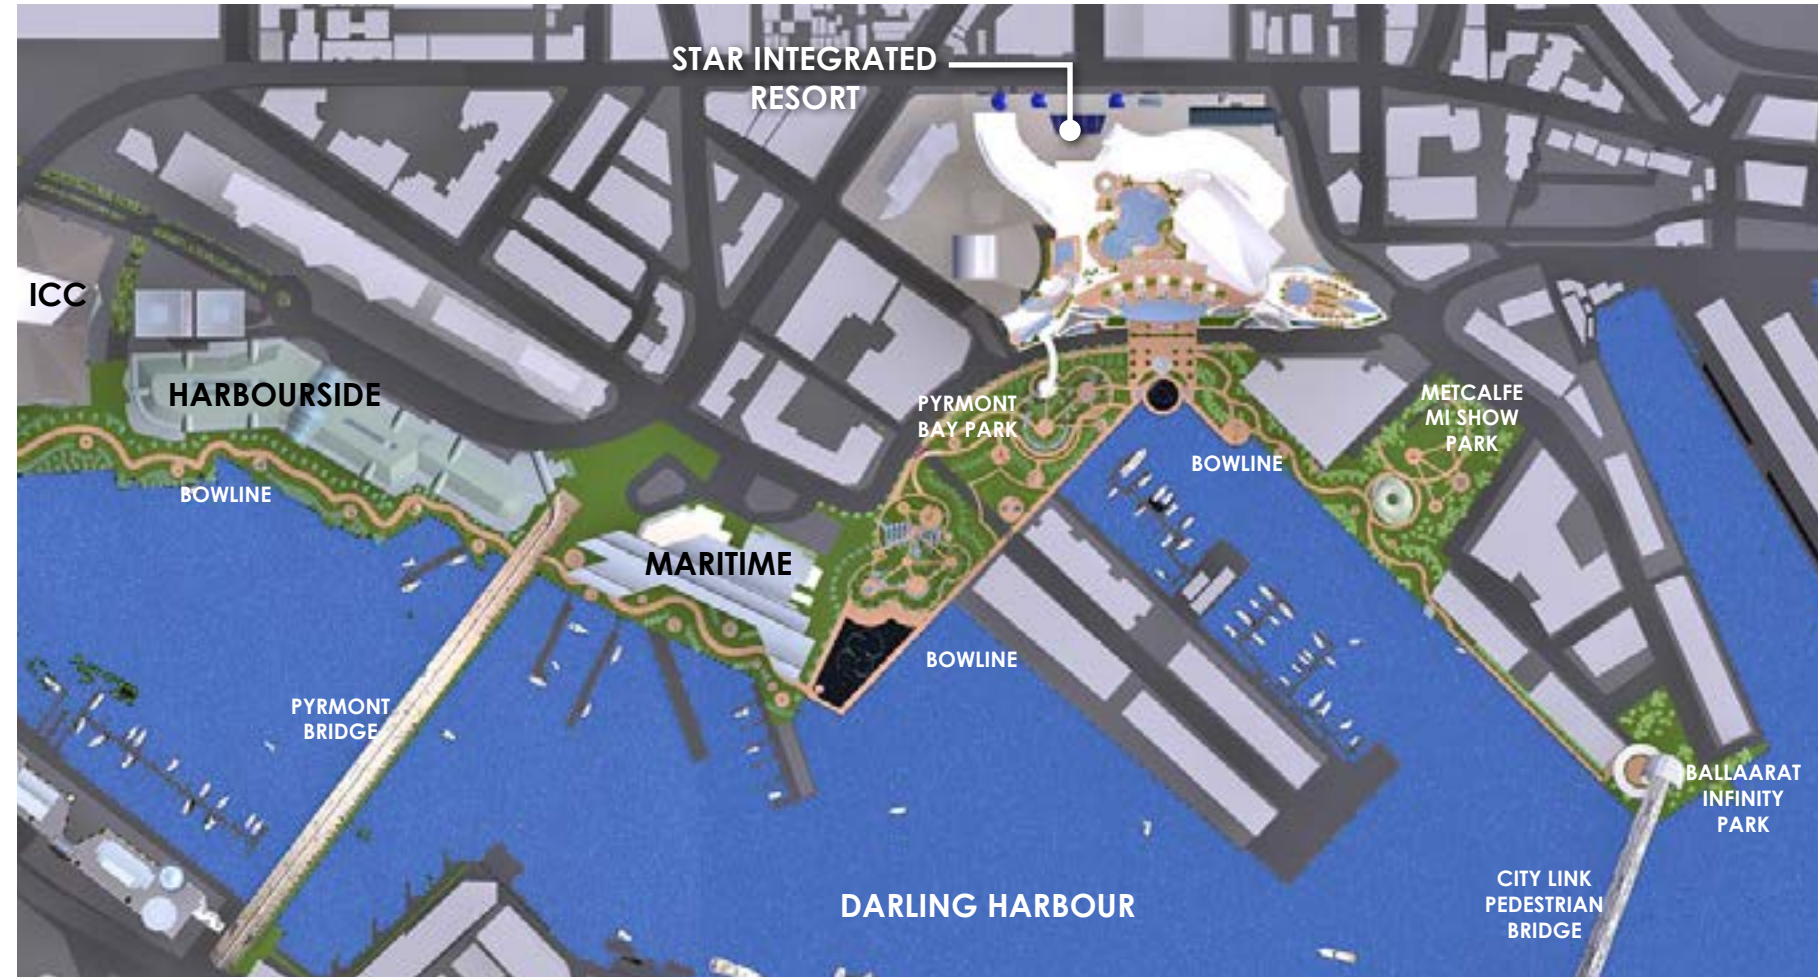 STAR INTEGRATED
RESORT
ICC
HARBOURSIDE
PYRMONT
BAY PARK
METCALFE
MI SHOW
PARK
BOWLINE
BOWLINE
MARITIME
BOWLINE
PYRMONT
BRIDGE
BALLAARAT
INFINITY
PARK
DARLING HARBOUR
CITY LINK
PEDESTRIAN
BRIDGE